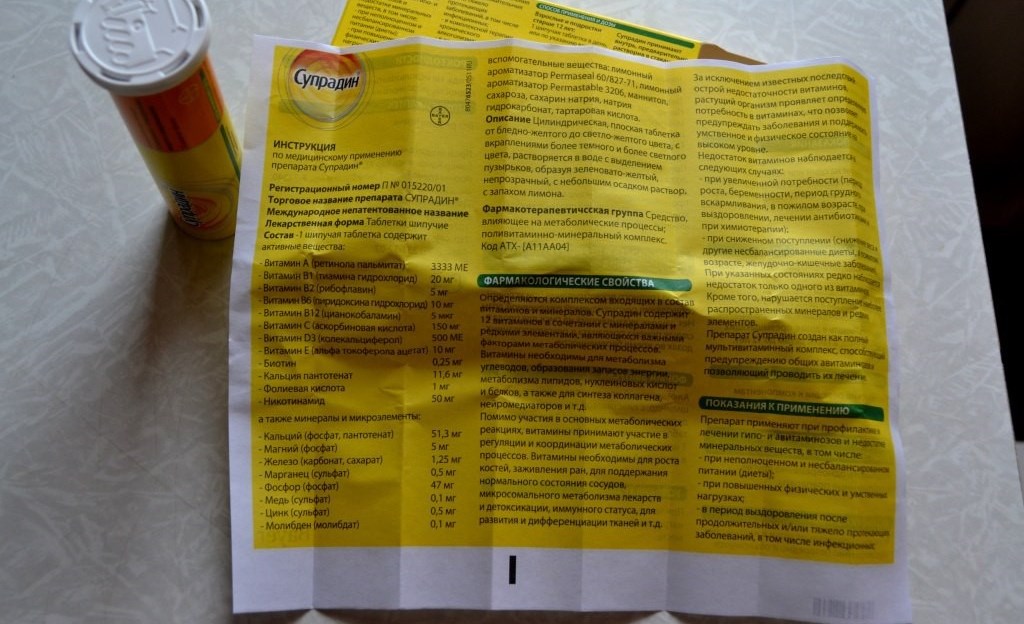 Супрадин
BAYER
ИНСТРУКЦИЯ
по медицинскому применению
препарата Супрадин®
Регистрационный номер П № 015220/01
Торговое название препарата СУПРАДИН®
Международное непатентованное название
Лекарственная форма Таблетки шипучие
Состав -1 шипучая таблетка содержит
активные вещества:
- Витамин А (ретинола пальмитат) 3333 МЕ
- Витамин В1 (тиамина гидрохлорид) 20 мг
- Витамин В2 (рибофлавин) 5 мг
- Витамин В6 (пиридоксина гидрохлорид) 10 мг
- Витамин В12 (цианокобаламин) 5 мкг
- Витамин С (аскорбиновая кислота) 150 мг
- Витамин D3 (колекальциферол) 500 МЕ
- Витамин Е (альфа токоферола ацетат) 10 мг
- Биотин 0,25 мг
- Кальция пантотенат 11,6 мг
- Фолиевая кислота 1 мг
- Никотинамид 50 мг
а также минералы и микроэлементы:
- Кальций (фосфат, пантотенат) 51,3 мг
- Магний (фосфат) 5 мг
- Железо (карбонат, сахарат) 1,25 мг
- Марганец (сульфат) 0,5 мг
- Фосфор (фосфат) 47 мг
- Медь (сульфат) 0,1 мг
- Цинк (сульфат) 0,5 мг
- Молибден (молибдат) 0,1 мг
вспомогательные вещества: лимонный
ароматизатор Permaseal 60/827-71, лимонный
ароматизатор Permastable 3206, маннитол,
сахароза, сахарин натрия, натрия
гидрокарбонат, тартаровая кислота.
Описание Цилиндрическая, плоская таблетка
от бледно-желтого до светло-желтого цвета, с
вкраплениями более темного и более светлого
цвета, растворяется в воде с выделением
пузырьков, образуя зеленовато-желтый,
непрозрачный, с небольшим осадком раствор,
с запахом лимона.
Фармакотерапевтичсская группа Средство,
влияющее на метаболические процессы;
поливитаминно-минеральный комплекс.
Код АТХ- [A11AA04]
ФАРМАКОЛОГИЧЕСКИЕ СВОЙСТВА
Определяются комплексом входящих в состав
витаминов и минералов. Супрадин содержит
12 витаминов в сочетании с минералами и
редкими элементами, являющихся важными
факторами метаболических процессов.
Витамины необходимы для метаболизма
углеводов, образования запасов энергии,
метаболизма липидов, нуклеиновых кислот
и белков, а также для синтеза коллагена,
нейромедиаторов и т.д.
Помимо участия в основных метаболических
реакциях, витамины принимают участие в
регуляции и координации метаболических
процессов. Витамины необходимы для роста
костей, заживления ран, для поддержания
нормального состояния сосудов,
микросомального метаболизма лекарств
и детоксикации, иммунного статуса, для
развития и дифференциации тканей и т.д.
За исключением известных последствий
острой недостаточности витаминов,
растущий организм проявляет
потребность в витаминах, что
предупреждать заболевания и
умственное и физическое состояние
высоком уровне.
Недостаток витаминов наблюдается
следующих случаях:
- при увеличенной потребности
роста, беременности, период
вскармливания, в пожилом возрасте,
выздоровлении, лечении
при химиотерапии);
- при сниженном поступлении
другие несбалансированные диеты,
возрасте, желудочно-кишечные
При указанных состояниях редко
недостаток только одного из
Кроме того, нарушается поступление
распространных минералов и
элементов.
Препарат Супрадин создан как
мультивитаминный комплекс,
предупреждению общих авитаминоза
позволяющий проводить их лечение.
ПОКАЗАНИЯ К ПРИМЕНЕНИЮ
Препарат применяют при
лечении гипо- и авитаминозов и
минеральных веществ, в том числе:
- при неполноценном и несбалансированном
питании (диеты);
- при повышенных физических и
нагрузках;
- в период выздоровления после
продолжительных и/или тяжело
заболеваний, в том числе
СПОСОБ ПРИМЕНЕНИЯ И ДОЗЫ
Взрослые и подростки
старше 12 лет:
Супрадин принимают